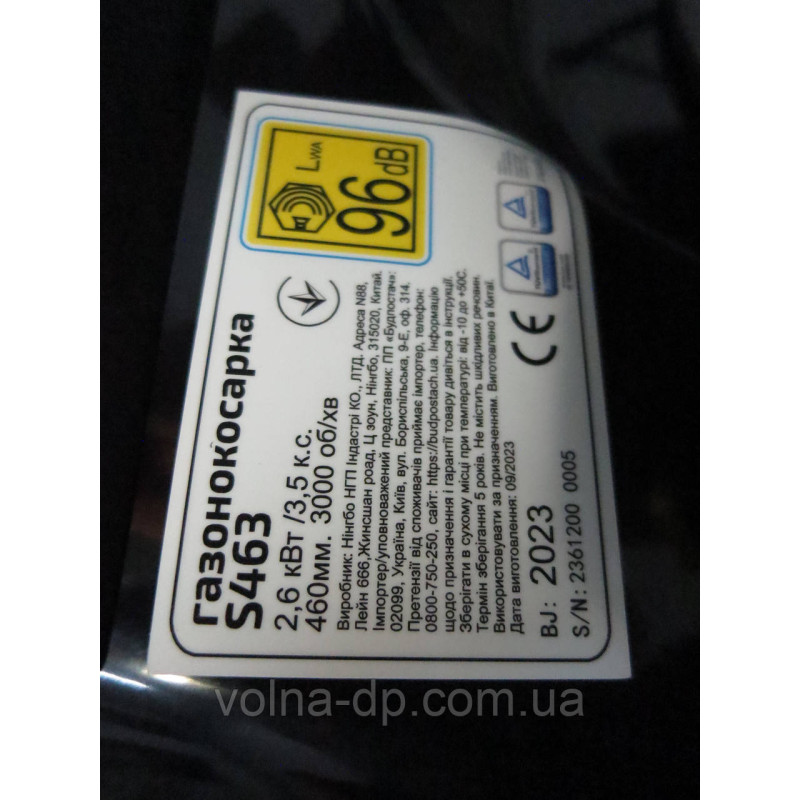 газонокосарка
S463
2,6 кВт /3,5 к.с.
460мм. 3000 об/хв
Виробник: Нінгбо НГП Індастрі КО., ЛТД. Адреса N88,
Лейн 666,Жинсшан роад, Ц зоун, Нінгбо, 315020, Китай.
Імпортер/уповноважений представник: ПП «Будпостач»:
02099, Україна, Київ, вул. Бориспільська, 9-Е, оф. 314.
Претензії від споживачів приймає імпортер, телефон:
0800-750-250, сайт: https://budpostach.ua. Інформацію
щодо призначення і гарантії товару дивіться в інструкції.
Зберігати в сухому місці при температурі: від -10 до +50С.
Термін зберігання 5 років. Не містить шкідливих речовин.
Використовувати за призначенням. Виготовлено в Китаї.
Дата виготовлення: 09/2023
BJ: 2023
S/N: 2361200 0005
LWA
96
dB
CE
volna-dp.com.ua